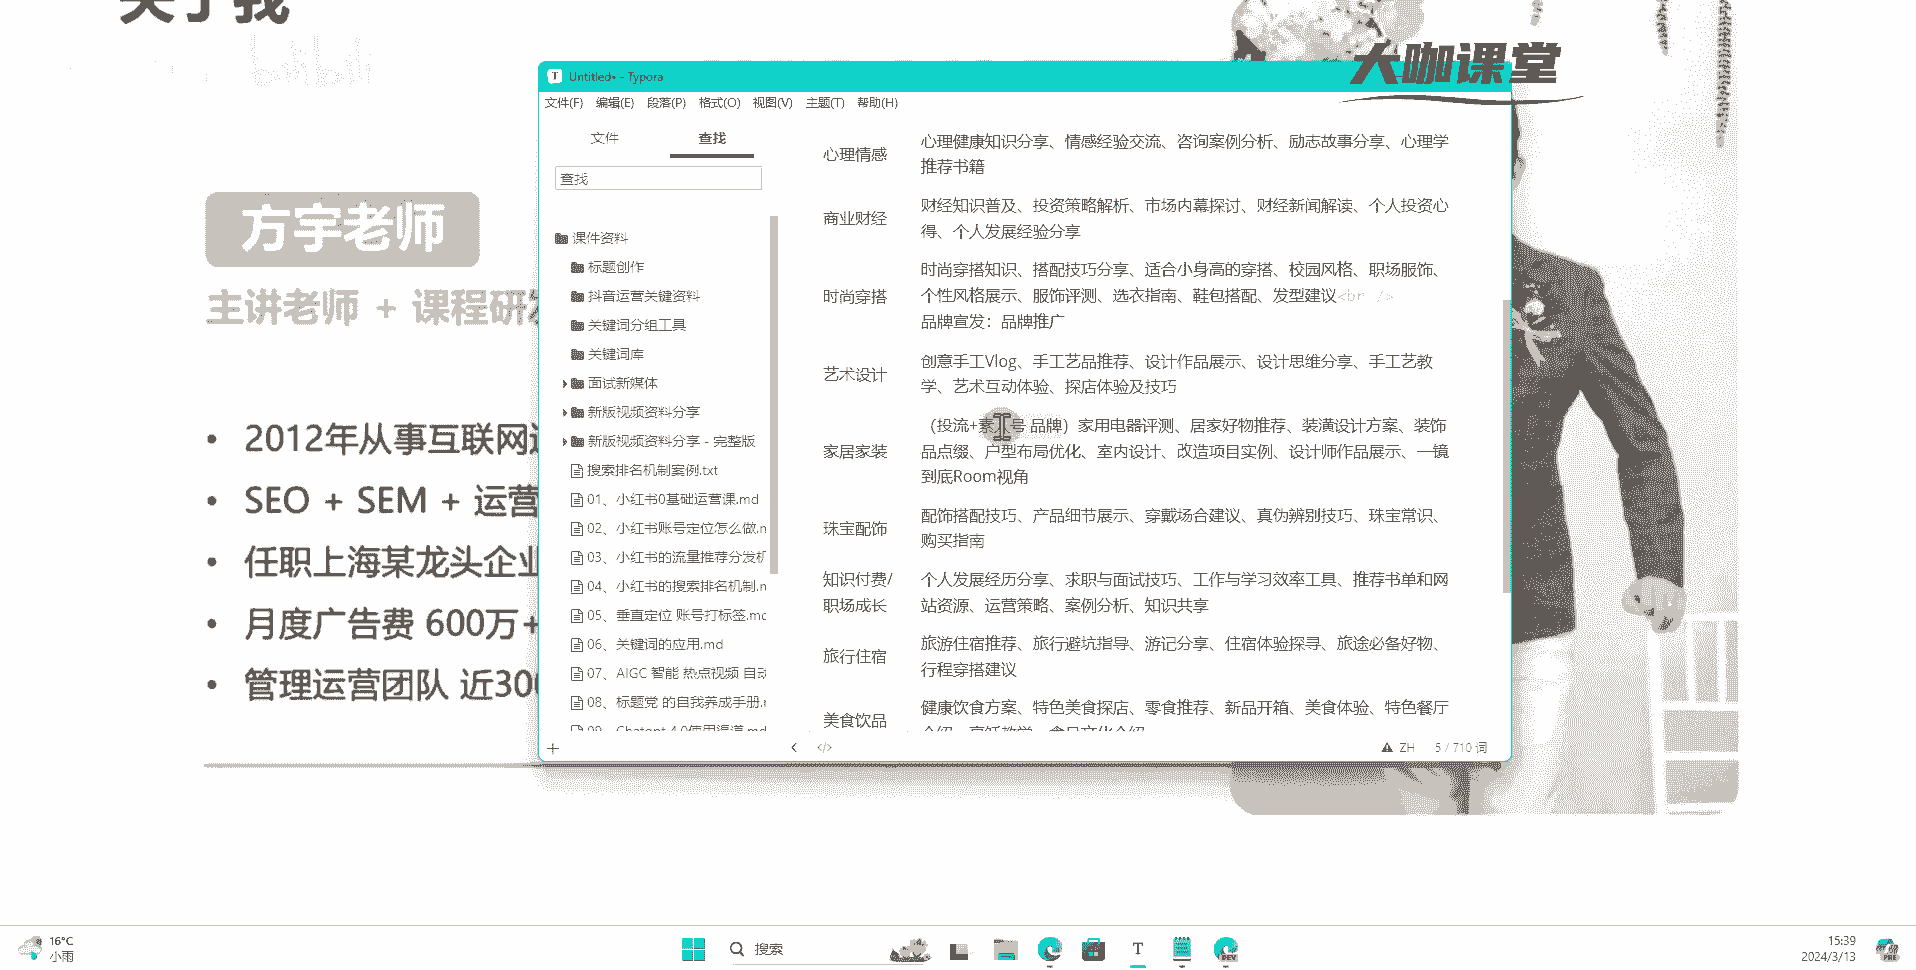 关于我
bilibili
大咖课堂
方宇老师
主讲老师 + 课程研
2012年从事互联网
SEO + SEM + 运营
任职上海某龙头企业
月度广告费 600万+
管理运营团队 近300
Untitled• - Typora
文件(F) 编辑(E) 段落(P) 格式(O) 视图(V) 主题(T) 帮助(H)
文件 查找
查找
课件资料
标题创作
抖音运营关键资料
关键词分组工具
关键词库
面试新媒体
新版视频资料分享
新版视频资料分享 - 完整版
搜索排名机制案例.txt
01、小红书0基础运营课.md
02、小红书账号定位怎么做.m
03、小红书的流量推荐分发机
04、小红书的搜索排名机制.m
05、垂直定位 账号打标签.md
06、关键词的应用.md
07、AIGC 智能 热点视频 自动
08、标题党 的自我养成手册.
09、Chatgpt 4.0使用渠道.md
心理情感
心理健康知识分享、情感经验交流、咨询案例分析、励志故事分享、心理学
推荐书籍
商业财经
财经知识普及、投资策略解析、市场内幕探讨、财经新闻解读、个人投资心
得、个人发展经验分享
时尚穿搭
时尚穿搭知识、搭配技巧分享、适合小身高的穿搭、校园风格、职场服饰、
个性风格展示、服饰评测、选衣指南、鞋包搭配、发型建议<br />
品牌宣发：品牌推广
艺术设计
创意手工Vlog、手工艺品推荐、设计作品展示、设计思维分享、手工艺教
学、艺术互动体验、探店体验及技巧
家居家装
（投流+素 号 品牌）家用电器评测、居家好物推荐、装潢设计方案、装饰
品点缀、户型布局优化、室内设计、改造项目实例、设计师作品展示、一镜
到底Room视角
珠宝配饰
配饰搭配技巧、产品细节展示、穿戴场合建议、真伪辨别技巧、珠宝常识、
购买指南
知识付费/
职场成长
个人发展经历分享、求职与面试技巧、工作与学习效率工具、推荐书单和网
站资源、运营策略、案例分析、知识共享
旅行住宿
旅游住宿推荐、旅行避坑指导、游记分享、住宿体验探寻、旅途必备好物、
行程穿搭建议
美食饮品
健康饮食方案、特色美食探店、零食推荐、新品开箱、美食体验、特色餐厅
介绍、烹饪教学、食品文化介绍
ZH 5 / 710 词
16°C
小雨
搜索
15:39
2024/3/13